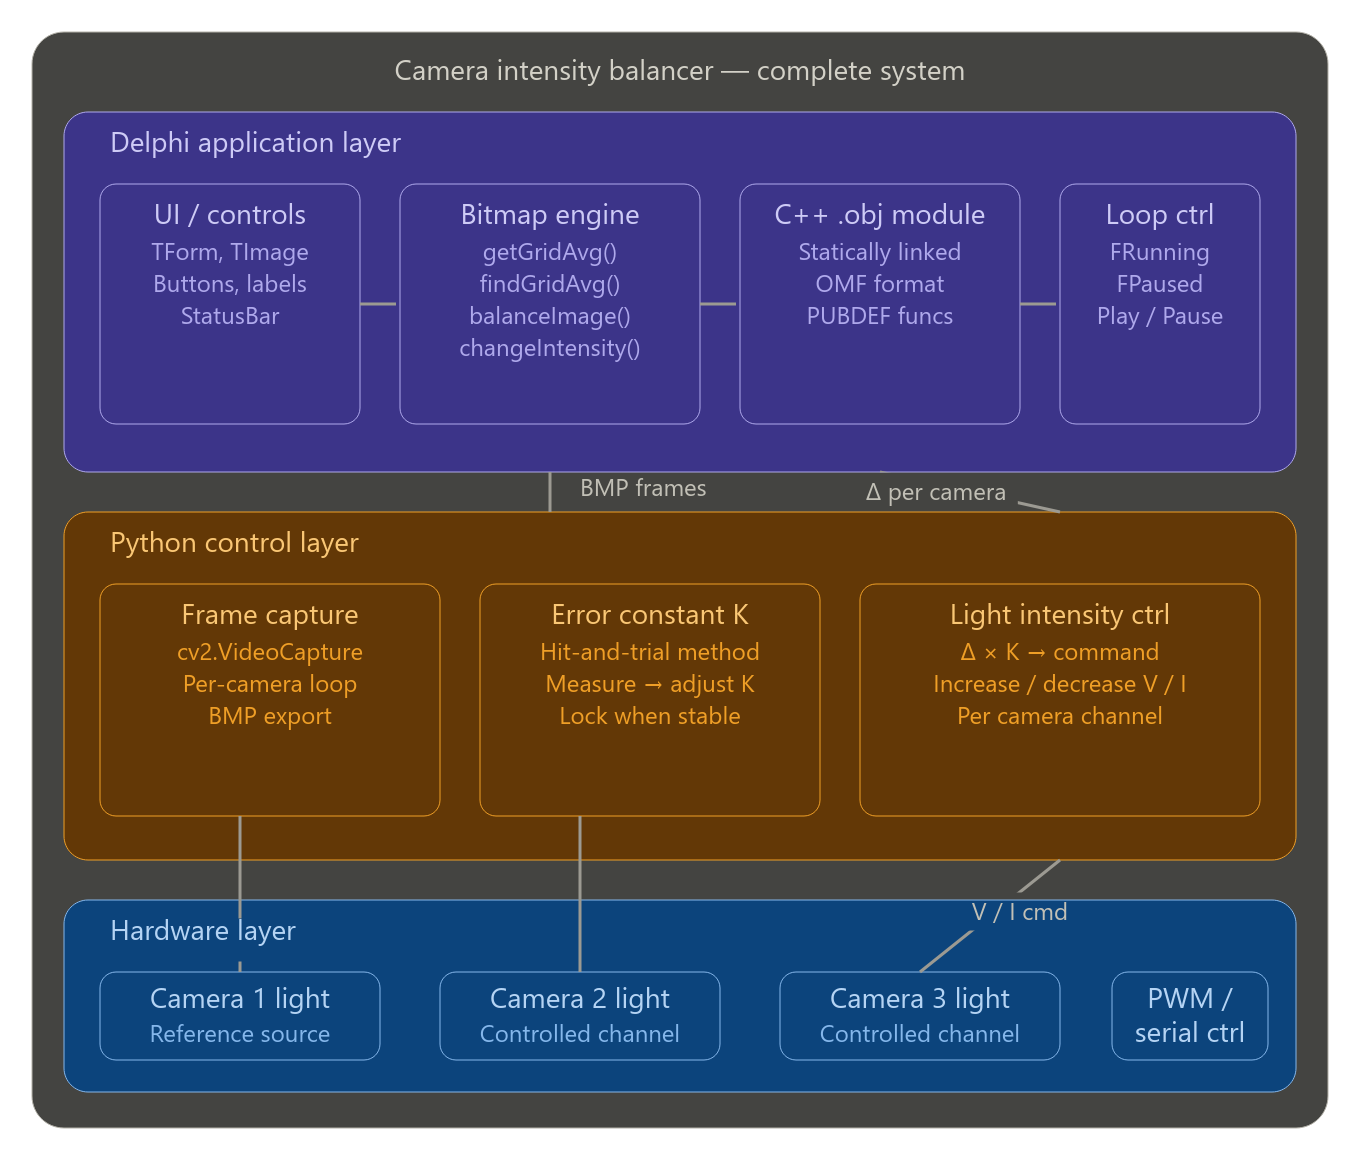 Camera intensity balancer — complete system
Delphi application layer
UI / controls
TForm, TImage
Buttons, labels
StatusBar
Bitmap engine
getGridAvg()
findGridAvg()
balanceImage()
changeIntensity()
C++ .obj module
Statically linked
OMF format
PUBDEF funcs
Loop ctrl
FRunning
FPaused
Play / Pause
BMP frames
Δ per camera
Python control layer
Frame capture
cv2.VideoCapture
Per-camera loop
BMP export
Error constant K
Hit-and-trial method
Measure → adjust K
Lock when stable
Light intensity ctrl
Δ × K → command
Increase / decrease V / I
Per camera channel
V / I cmd
Hardware layer
Camera 1 light
Reference source
Camera 2 light
Controlled channel
Camera 3 light
Controlled channel
PWM /
serial ctrl